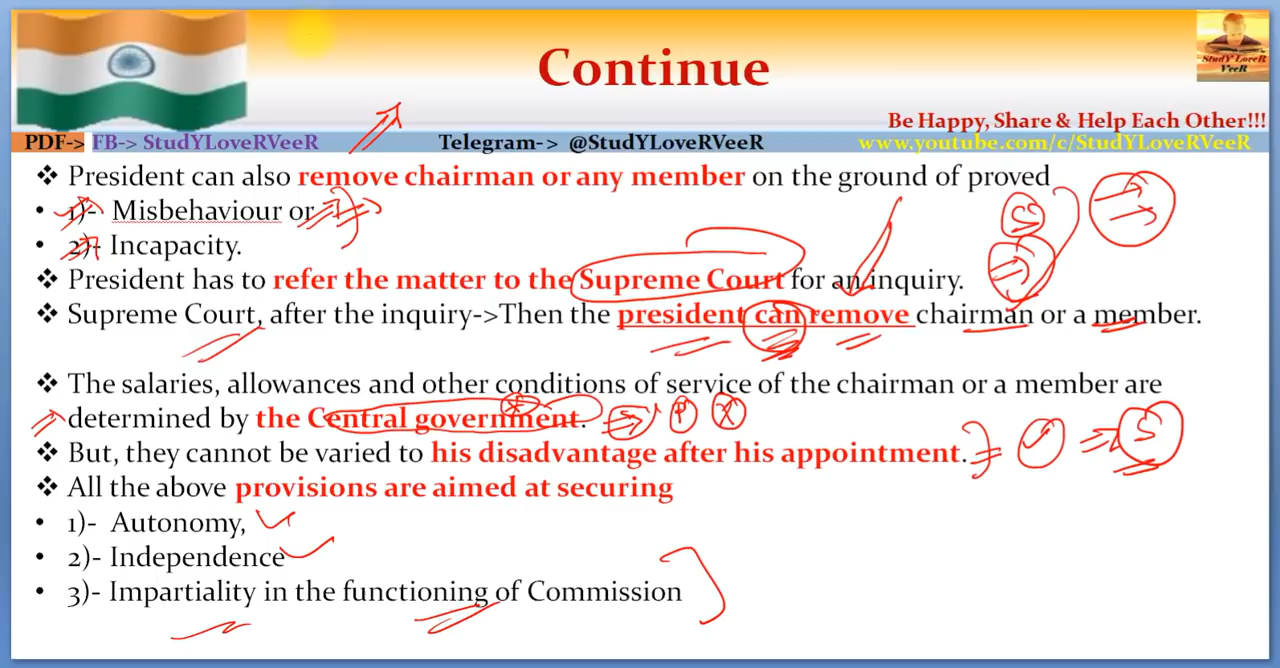 Continue
StudY LoveR
VeeR
Be Happy, Share & Help Each Other!!!
PDF-> FB-> StudYLoveRVeeR Telegram-> @StudYLoveRVeeR www.youtube.com/c/StudYLoveRVeeR
❖ President can also remove chairman or any member on the ground of proved
• 1)- Misbehaviour or
• 2)- Incapacity.
❖ President has to refer the matter to the Supreme Court for an inquiry.
❖ Supreme Court, after the inquiry->Then the president can remove chairman or a member.
❖ The salaries, allowances and other conditions of service of the chairman or a member are
determined by the Central government.
❖ But, they cannot be varied to his disadvantage after his appointment.
❖ All the above provisions are aimed at securing
• 1)- Autonomy,
• 2)- Independence
• 3)- Impartiality in the functioning of Commission